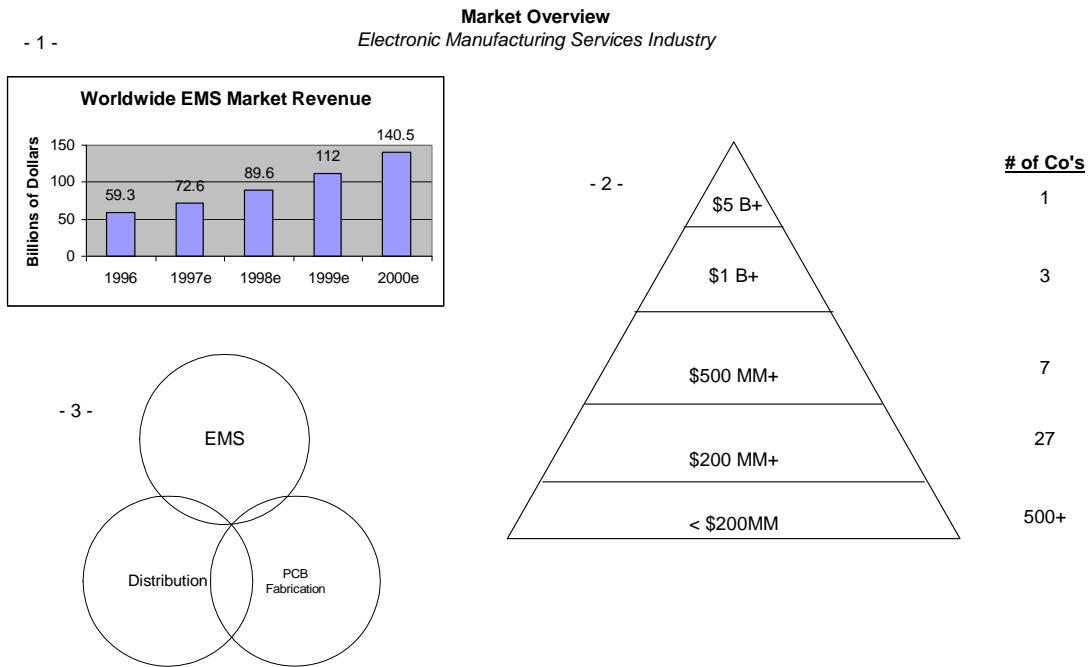 Market Overview
Electronic Manufacturing Services Industry
- 1 -
Worldwide EMS Market Revenue
Billions of Dollars
150
100
50
0
59.3
72.6
89.6
112
140.5
1996
1997e
1998e
1999e
2000e
- 2 -
# of Co's
$5 B+
1
$1 B+
3
$500 MM+
7
$200 MM+
27
< $200MM
500+
- 3 -
EMS
Distribution
PCB
Fabrication